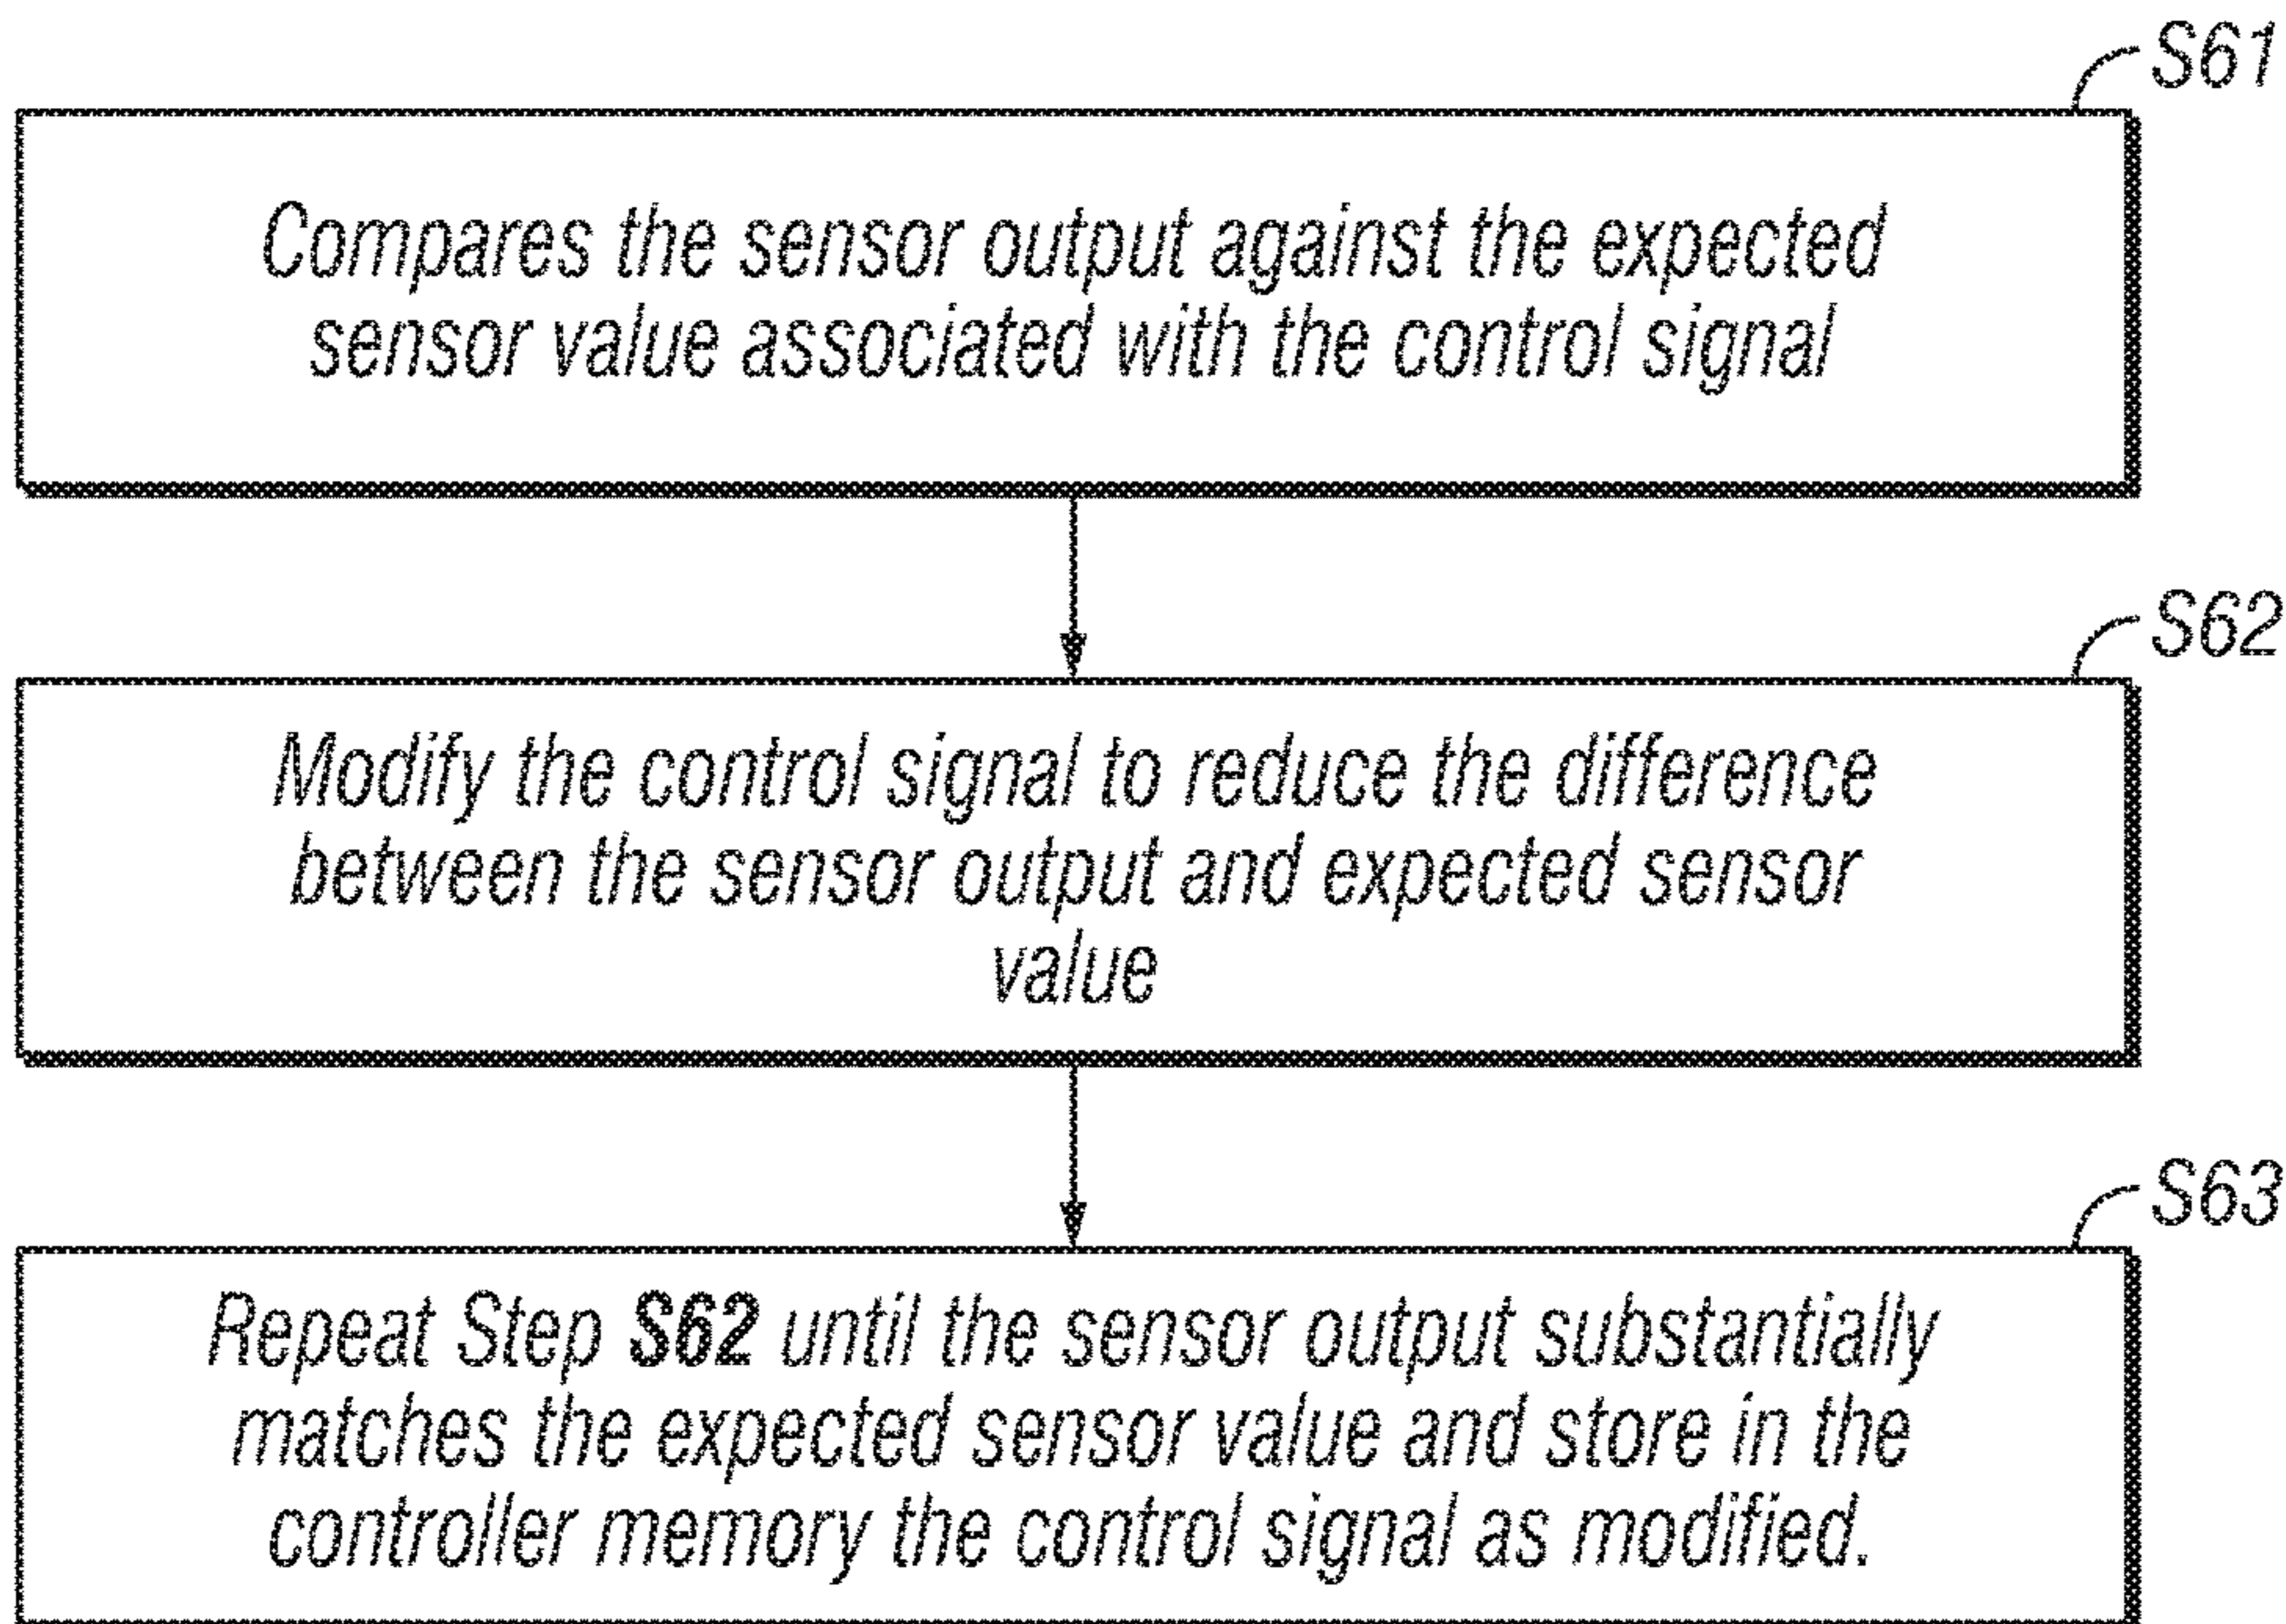 S61
Compares the sensor output against the expected
sensor value associated with the control signal
S62
Modify the control signal to reduce the difference
between the sensor output and expected sensor
value
S63
Repeat Step S62 until the sensor output substantially
matches the expected sensor value and store in the
controller memory the control signal as modified.